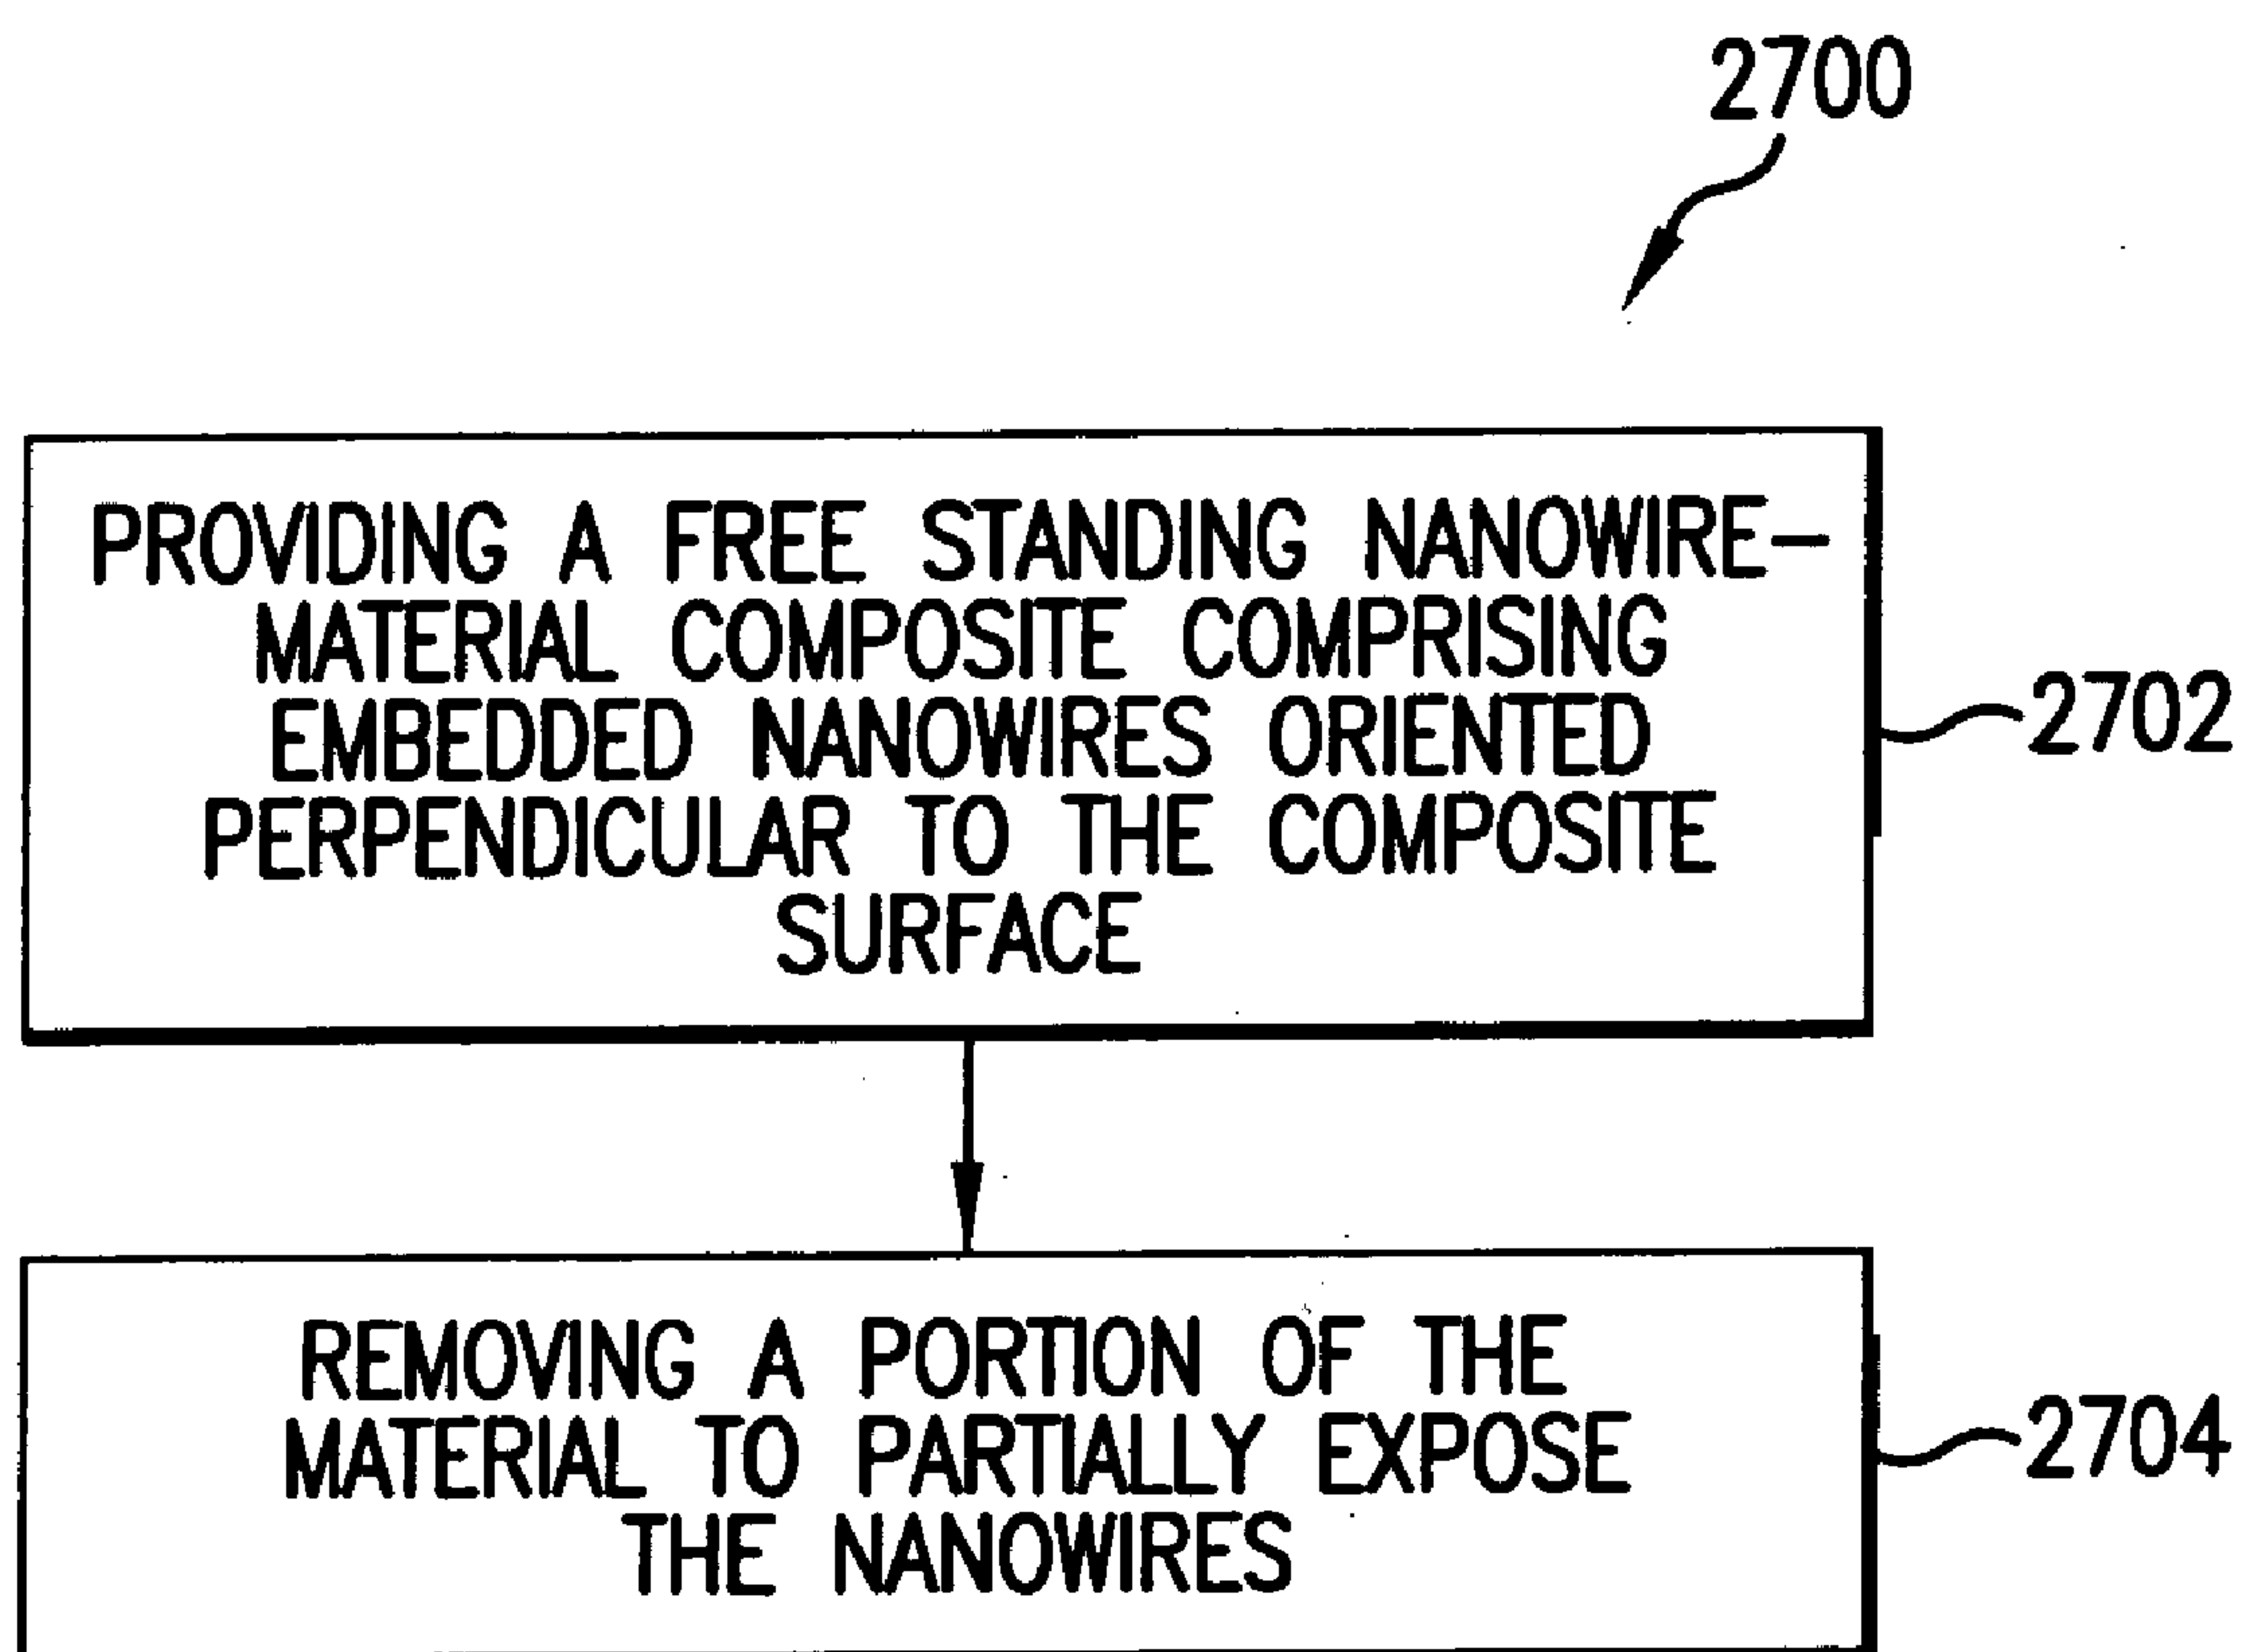 2700
PROVIDING A FREE STANDING NANOWIRE-
MATERIAL COMPOSITE COMPRISING
EMBEDDED NANOWIRES ORIENTED
PERPENDICULAR TO THE COMPOSITE
SURFACE
2702
REMOVING A PORTION OF THE
MATERIAL TO PARTIALLY EXPOSE
THE NANOWIRES
2704